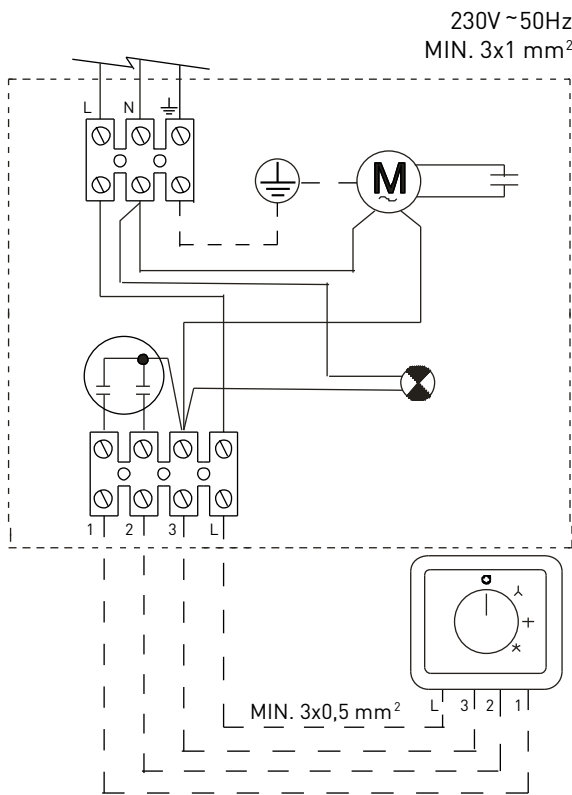 230V ~ 50Hz
MIN. 3x1 mm²
L N
M
1 2 3 L
MIN. 3x0,5 mm²
L 3 2 1